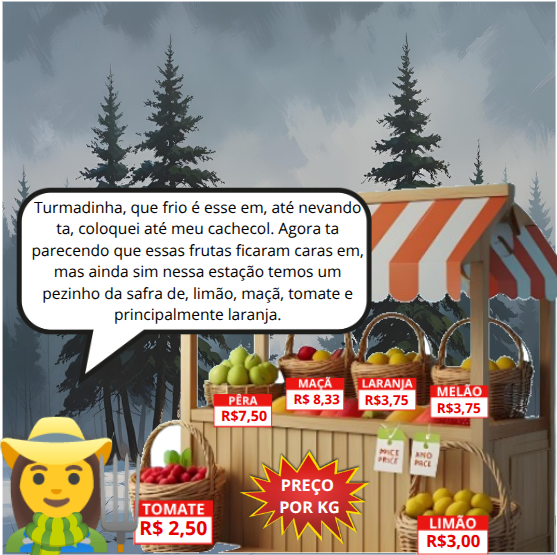 Turmadinha, que frio é esse em, até nevando
ta, coloquei até meu cachecol. Agora ta
parecendo que essas frutas ficaram caras em,
mas ainda sim nessa estação temos um
pezinho da safra de, limão, maçã, tomate e
principalmente laranja.
PÊRA
R$7,50
MAÇÃ
R$ 8,33
LARANJA
R$3,75
MELÃO
R$3,75
PRICE
PRICE
PRICE
TOMATE
R$ 2,50
PREÇO
POR KG
LIMÃO
R$3,00